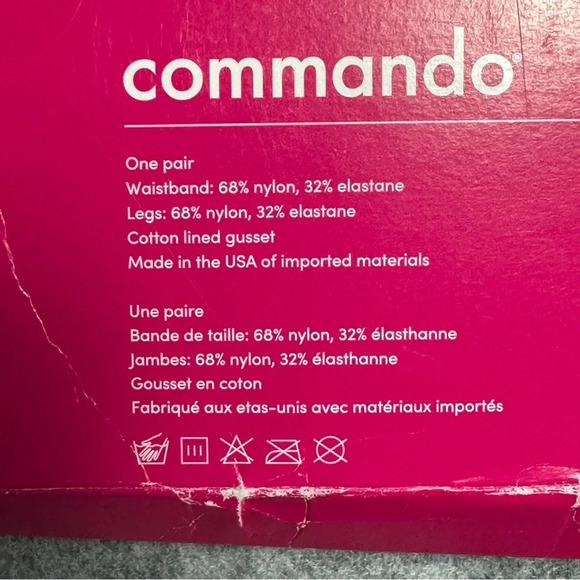 commando®
One pair
Waistband: 68% nylon, 32% elastane
Legs: 68% nylon, 32% elastane
Cotton lined gusset
Made in the USA of imported materials
Une paire
Bande de taille: 68% nylon, 32% élasthanne
Jambes: 68% nylon, 32% élasthanne
Gousset en coton
Fabriqué aux etas-unis avec matériaux importés